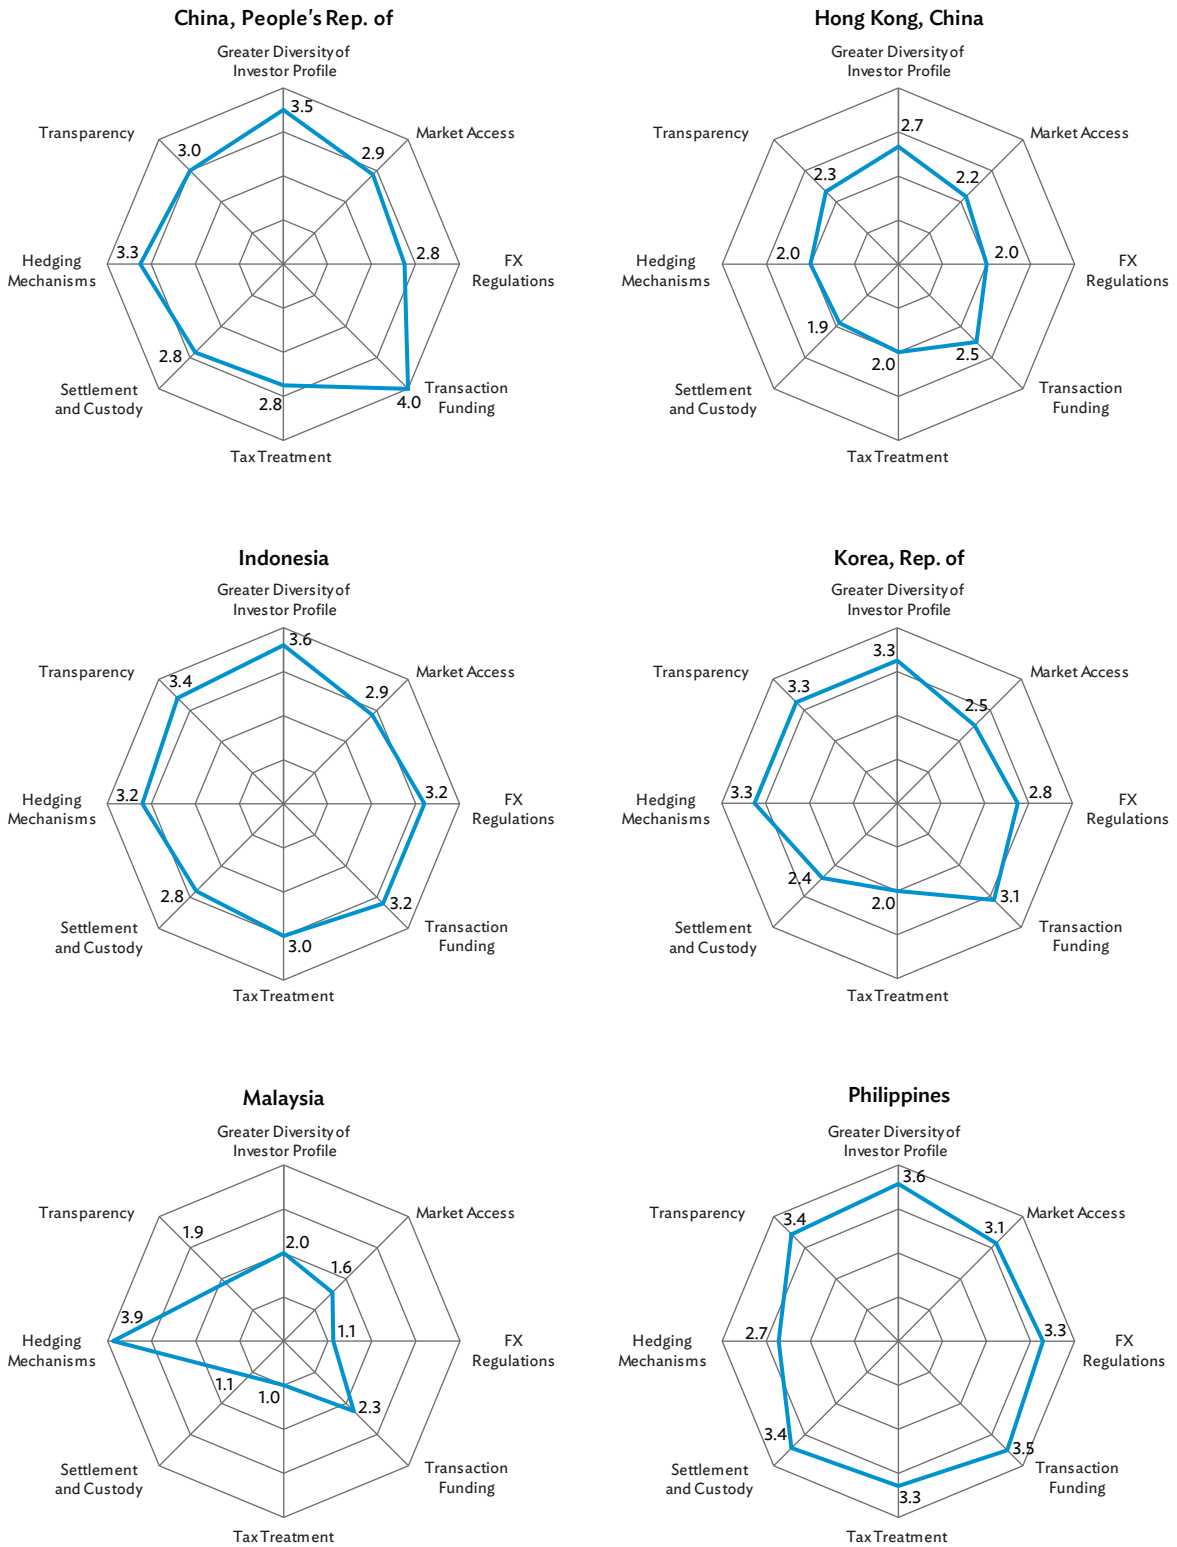 China, People's Rep. of
Greater Diversity of
Investor Profile
3.5
Transparency
Market Access
3.0
2.9
3.3
2.8
Hedging
Mechanisms
FX
Regulations
2.8
2.8
4.0
Settlement
and Custody
Transaction
Funding
Tax Treatment
Hong Kong, China
Greater Diversity of
Investor Profile
2.7
Transparency
Market Access
2.3
2.2
2.0
2.0
Hedging
Mechanisms
FX
Regulations
1.9
2.0
2.5
Settlement
and Custody
Transaction
Funding
Tax Treatment
Indonesia
Greater Diversity of
Investor Profile
3.6
Transparency
Market Access
3.4
2.9
3.2
3.2
Hedging
Mechanisms
FX
Regulations
2.8
3.0
3.2
Settlement
and Custody
Transaction
Funding
Tax Treatment
Korea, Rep. of
Greater Diversity of
Investor Profile
3.3
Transparency
Market Access
3.3
2.5
3.3
2.8
Hedging
Mechanisms
FX
Regulations
2.4
2.0
3.1
Settlement
and Custody
Transaction
Funding
Tax Treatment
Malaysia
Greater Diversity of
Investor Profile
Transparency
Market Access
1.9
2.0
1.6
3.9
1.1
Hedging
Mechanisms
FX
Regulations
1.1
1.0
2.3
Settlement
and Custody
Transaction
Funding
Tax Treatment
Philippines
Greater Diversity of
Investor Profile
3.6
Transparency
Market Access
3.4
3.1
2.7
3.3
Hedging
Mechanisms
FX
Regulations
3.4
3.3
3.5
Settlement
and Custody
Transaction
Funding
Tax Treatment